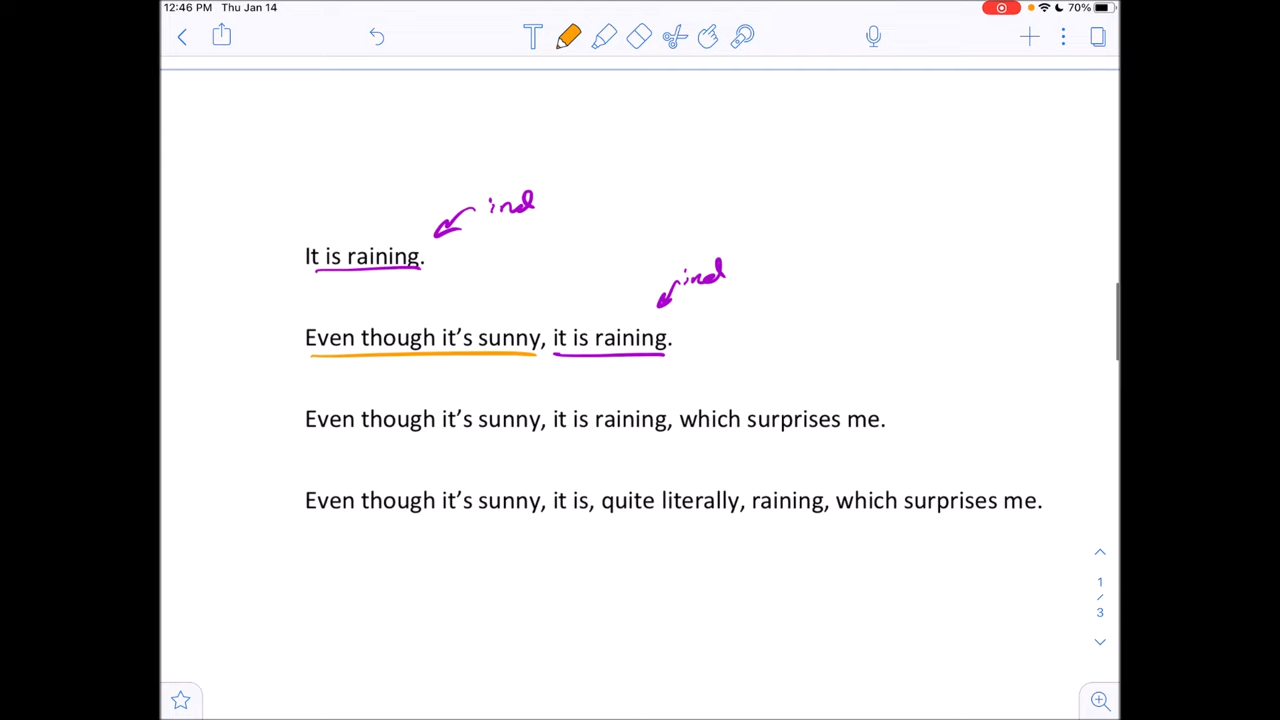 12:46 PM Thu Jan 14 70%
T
ind
It is raining.
ind
Even though it’s sunny, it is raining.
Even though it’s sunny, it is raining, which surprises me.
Even though it’s sunny, it is, quite literally, raining, which surprises me.
1
/
3